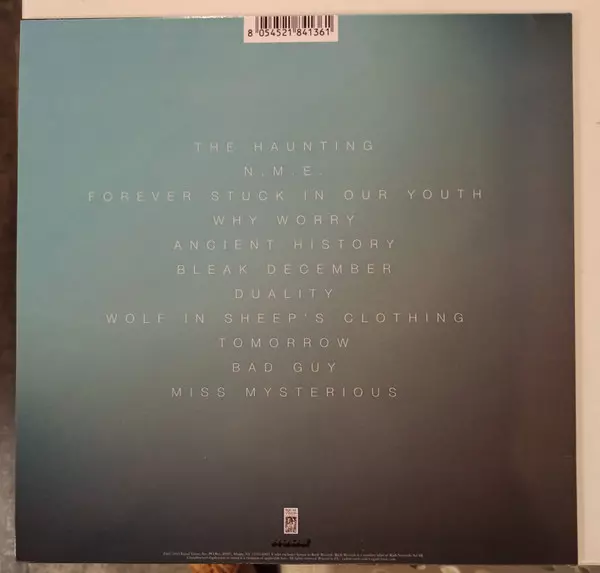 8 054521 841361
THE HAUNTING
N.M.E.
FOREVER STUCK IN OUR YOUTH
WHY WORRY
ANCIENT HISTORY
BLEAK DECEMBER
DUALITY
WOLF IN SHEEP'S CLOTHING
TOMORROW
BAD GUY
MISS MYSTERIOUS